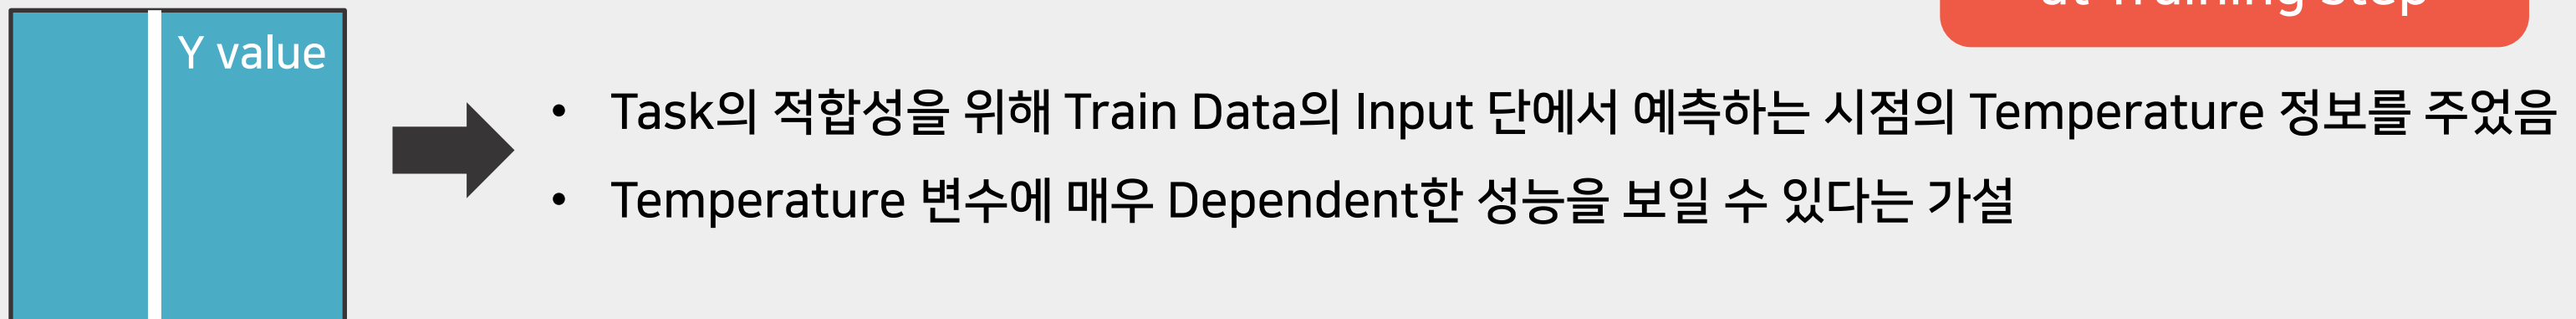 at Training Step
Y value
• Task의 적합성을 위해 Train Data의 Input 단에서 예측하는 시점의 Temperature 정보를 주었음
• Temperature 변수에 매우 Dependent한 성능을 보일 수 있다는 가설